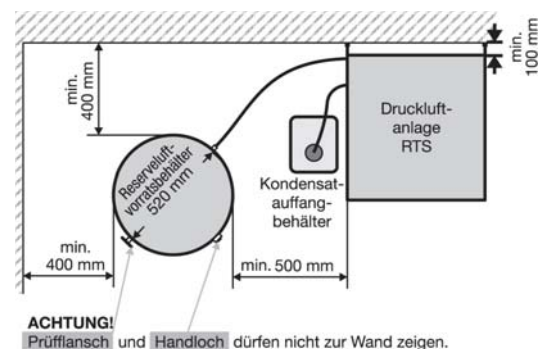 min.
400 mm
min.
100 mm
Druckluft-
anlage
RTS
Reserveluft-
vorratsbehälter
520 mm
Kondensat-
auffang-
behälter
min.
400 mm
min. 500 mm
ACHTUNG!
Prüfflansch und Handloch dürfen nicht zur Wand zeigen.